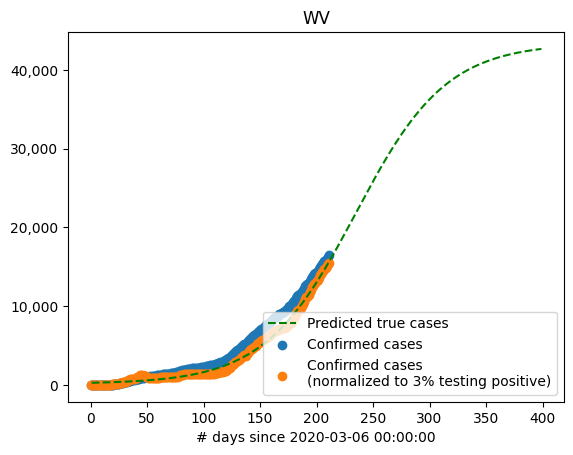 WV
40,000
30,000
20,000
10,000
0
Predicted true cases
Confirmed cases
Confirmed cases
(normalized to 3% testing positive)
0 50 100 150 200 250 300 350 400
# days since 2020-03-06 00:00:00